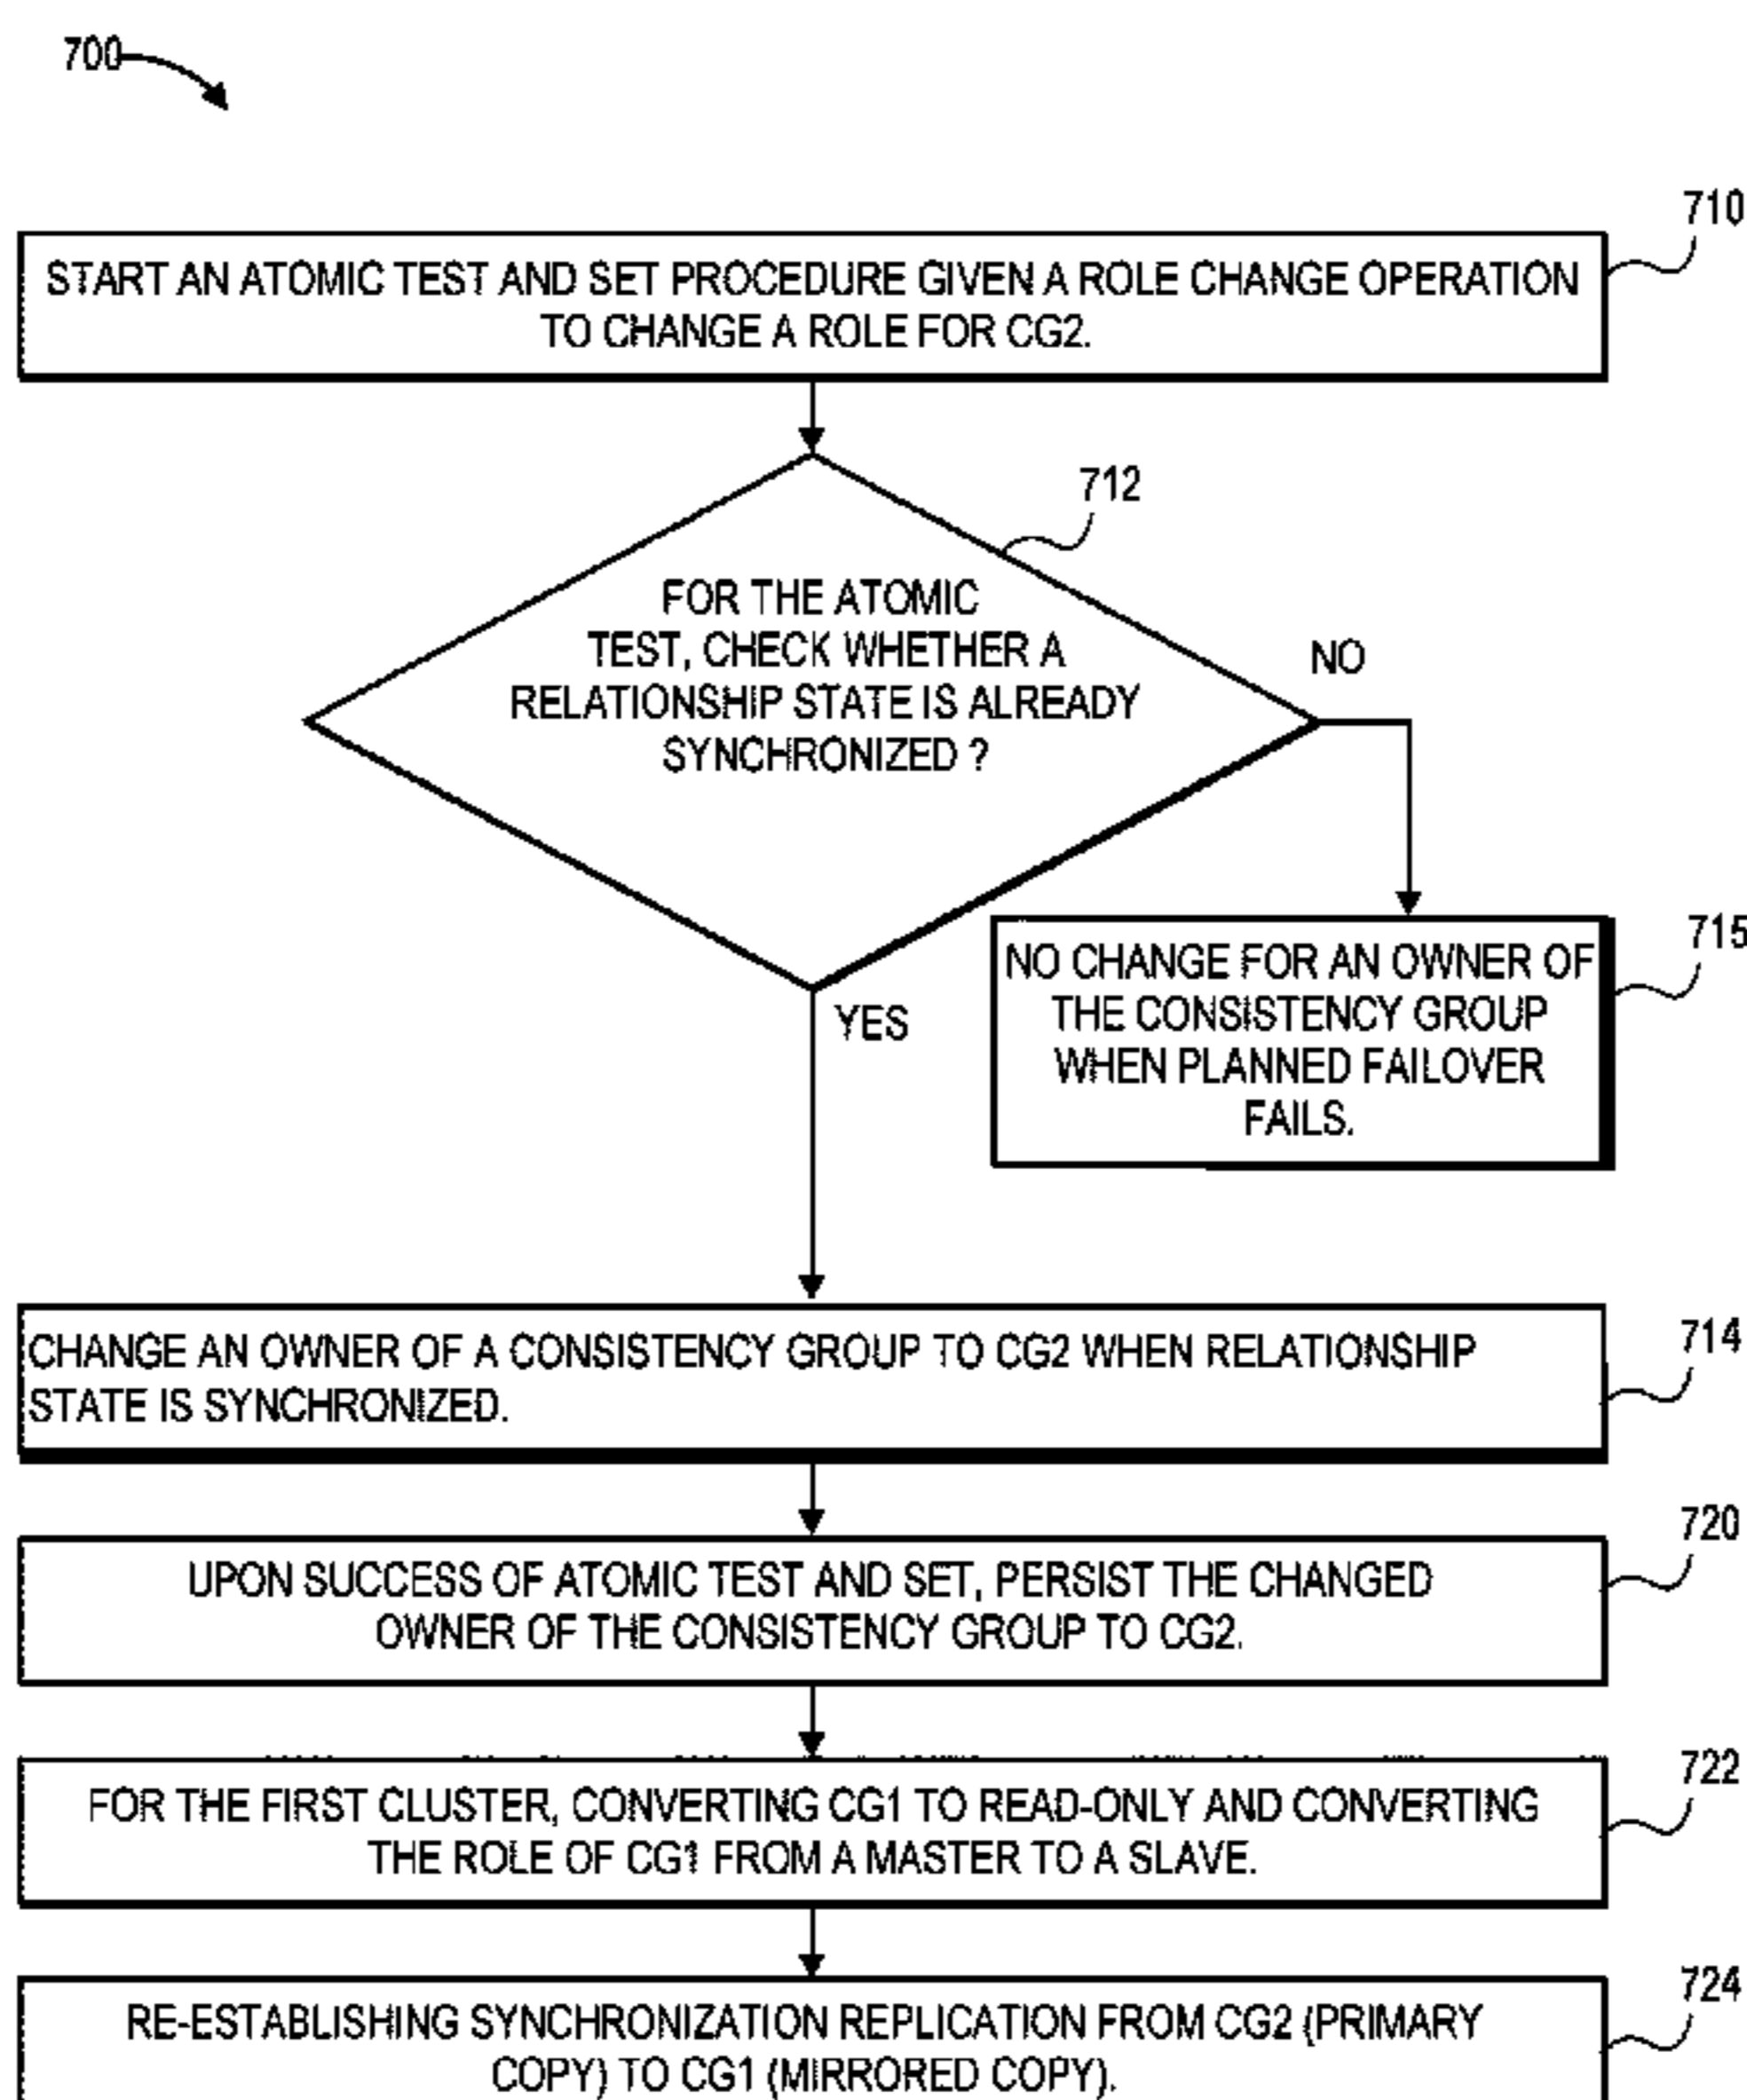 700
710
START AN ATOMIC TEST AND SET PROCEDURE GIVEN A ROLE CHANGE OPERATION
TO CHANGE A ROLE FOR CG2.
712
FOR THE ATOMIC
TEST, CHECK WHETHER A
RELATIONSHIP STATE IS ALREADY
SYNCHRONIZED ?
NO
715
NO CHANGE FOR AN OWNER OF
THE CONSISTENCY GROUP
WHEN PLANNED FAILOVER
FAILS.
YES
714
CHANGE AN OWNER OF A CONSISTENCY GROUP TO CG2 WHEN RELATIONSHIP
STATE IS SYNCHRONIZED.
720
UPON SUCCESS OF ATOMIC TEST AND SET, PERSIST THE CHANGED
OWNER OF THE CONSISTENCY GROUP TO CG2.
722
FOR THE FIRST CLUSTER, CONVERTING CG1 TO READ-ONLY AND CONVERTING
THE ROLE OF CG1 FROM A MASTER TO A SLAVE.
724
RE-ESTABLISHING SYNCHRONIZATION REPLICATION FROM CG2 (PRIMARY
COPY) TO CG1 (MIRRORED COPY).